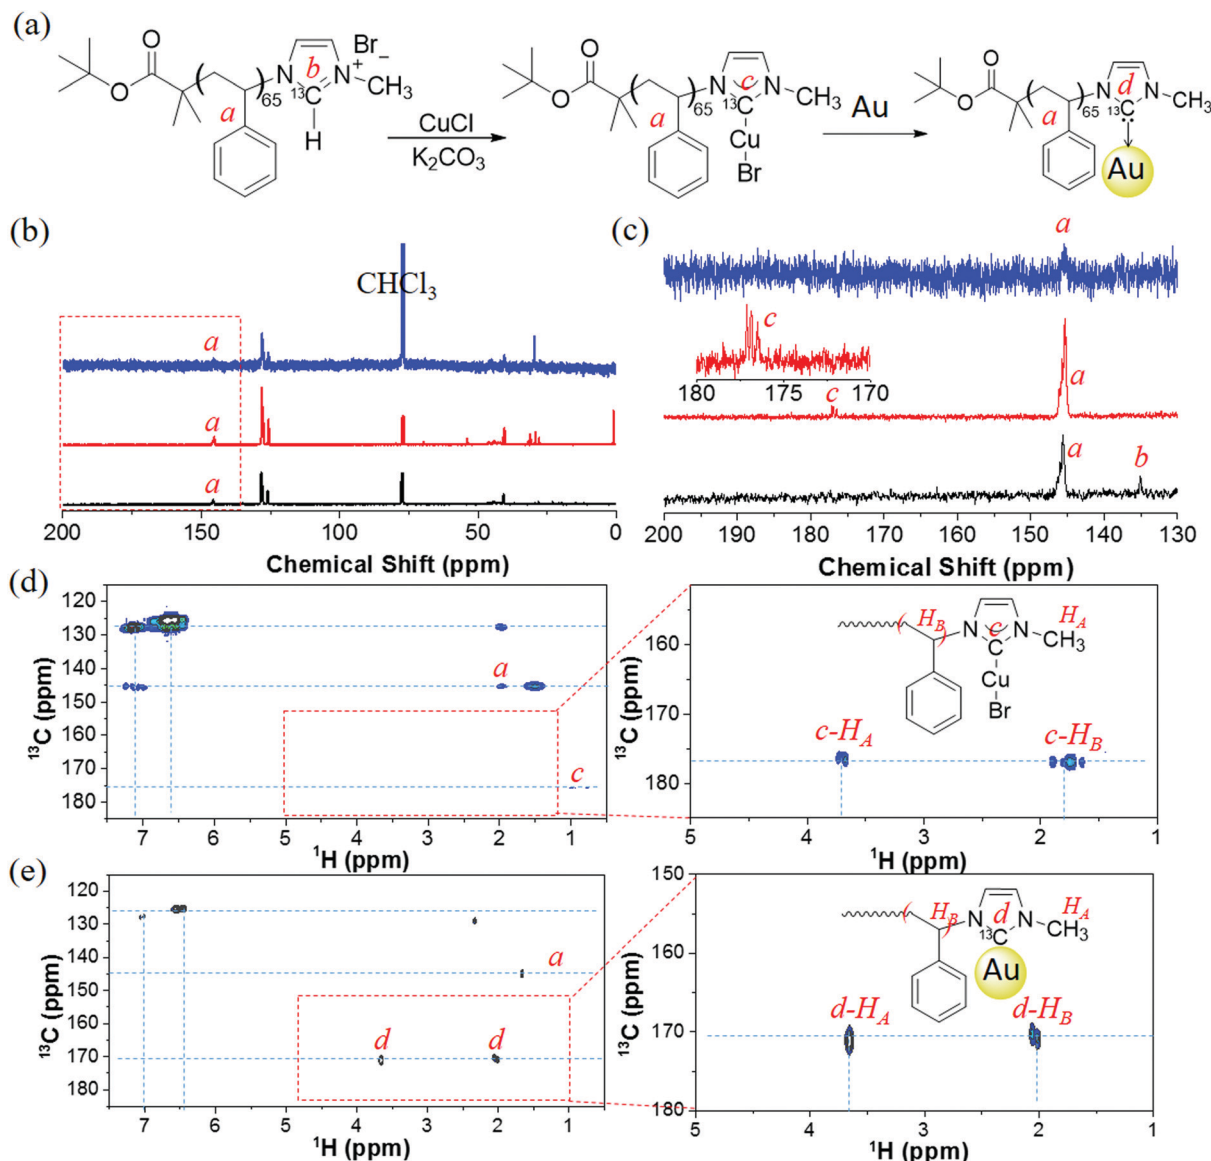 (a)
O
O
a
65
N
b
13C
H
N
+
Br−
CH3
CuCl
K2CO3
O
O
a
65
N
c
13C
N
CH3
Cu
Br
Au
O
O
a
65
N
d
13C
N
CH3
Au
(b)
CHCl3
a
a
a
200 150 100 50 0
Chemical Shift (ppm)
(c)
a
c
180 175 170
c
a
a
b
200 190 180 170 160 150 140 130
Chemical Shift (ppm)
(d)
120
130
140
150
160
170
180
13C (ppm)
a
c
7 6 5 4 3 2 1
1H (ppm)
160
170
180
13C (ppm)
HB
N
c
N
HA
CH3
C
Cu
Br
c-HA
c-HB
5 4 3 2 1
1H (ppm)
(e)
120
130
140
150
160
170
180
13C (ppm)
a
d
d
7 6 5 4 3 2 1
1H (ppm)
150
160
170
180
13C (ppm)
HB
N
d
N
HA
CH3
13C
Au
d-HA
d-HB
5 4 3 2 1
1H (ppm)